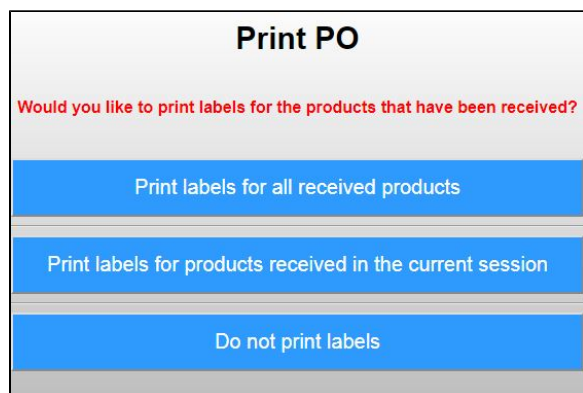 Print PO
Would you like to print labels for the products that have been received?
Print labels for all received products
Print labels for products received in the current session
Do not print labels